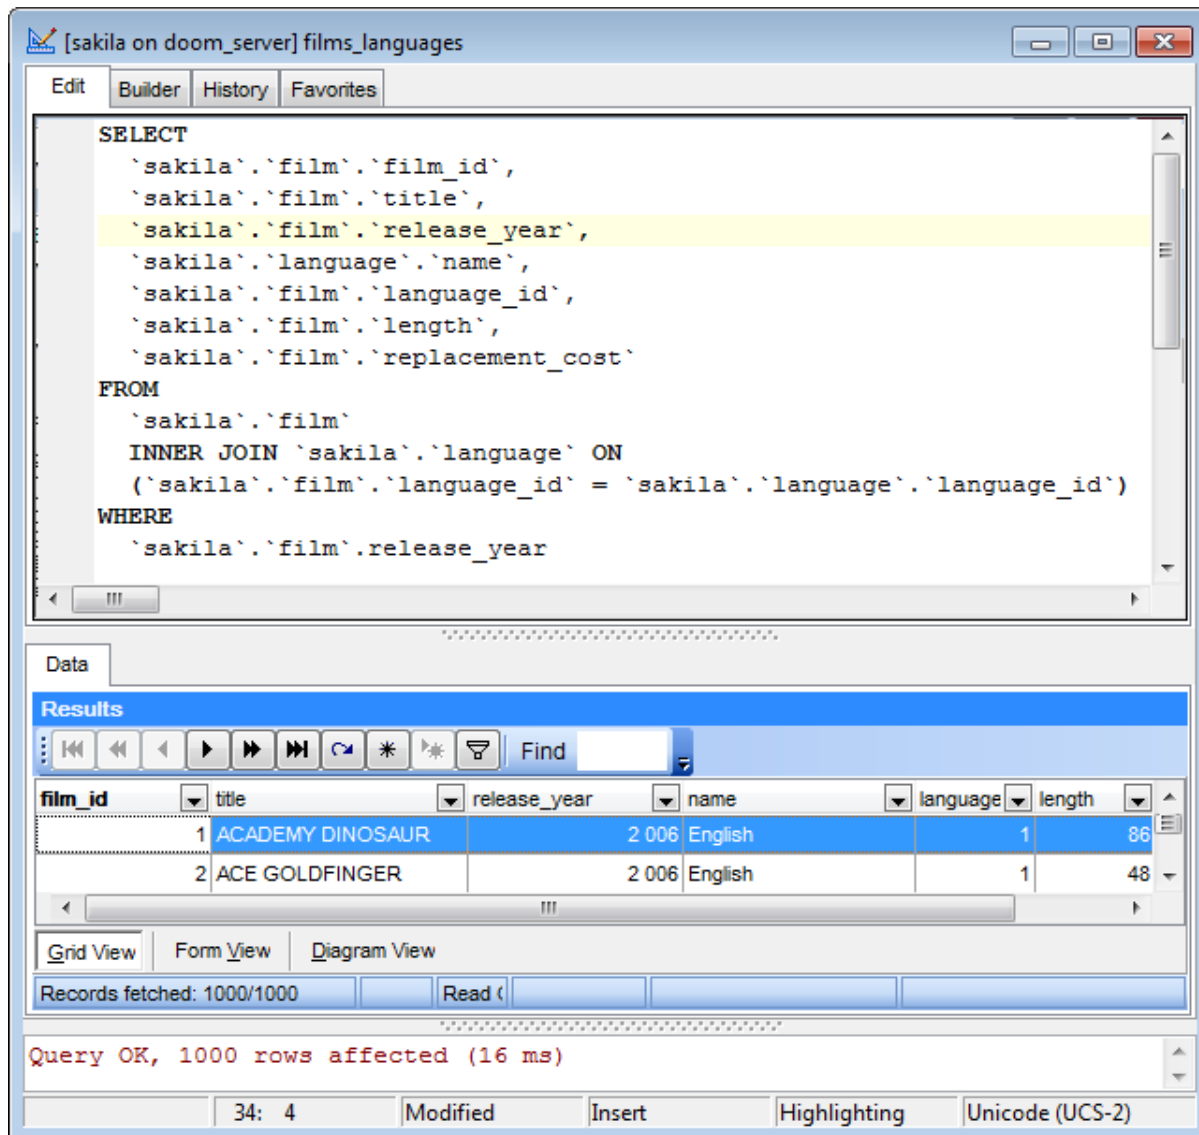 [sakila on doom_server] films_languages
Edit Builder History Favorites
SELECT
`sakila`.`film`.`film_id`,
`sakila`.`film`.`title`,
`sakila`.`film`.`release_year`,
`sakila`.`language`.`name`,
`sakila`.`film`.`language_id`,
`sakila`.`film`.`length`,
`sakila`.`film`.`replacement_cost`
FROM
`sakila`.`film`
INNER JOIN `sakila`.`language` ON
(`sakila`.`film`.`language_id` = `sakila`.`language`.`language_id`)
WHERE
`sakila`.`film`.release_year
Data
Results
Find
film_id title release_year name language length
1 ACADEMY DINOSAUR 2 006 English 1 86
2 ACE GOLDFINGER 2 006 English 1 48
Grid View Form View Diagram View
Records fetched: 1000/1000 Read
Query OK, 1000 rows affected (16 ms)
34: 4 Modified Insert Highlighting Unicode (UCS-2)